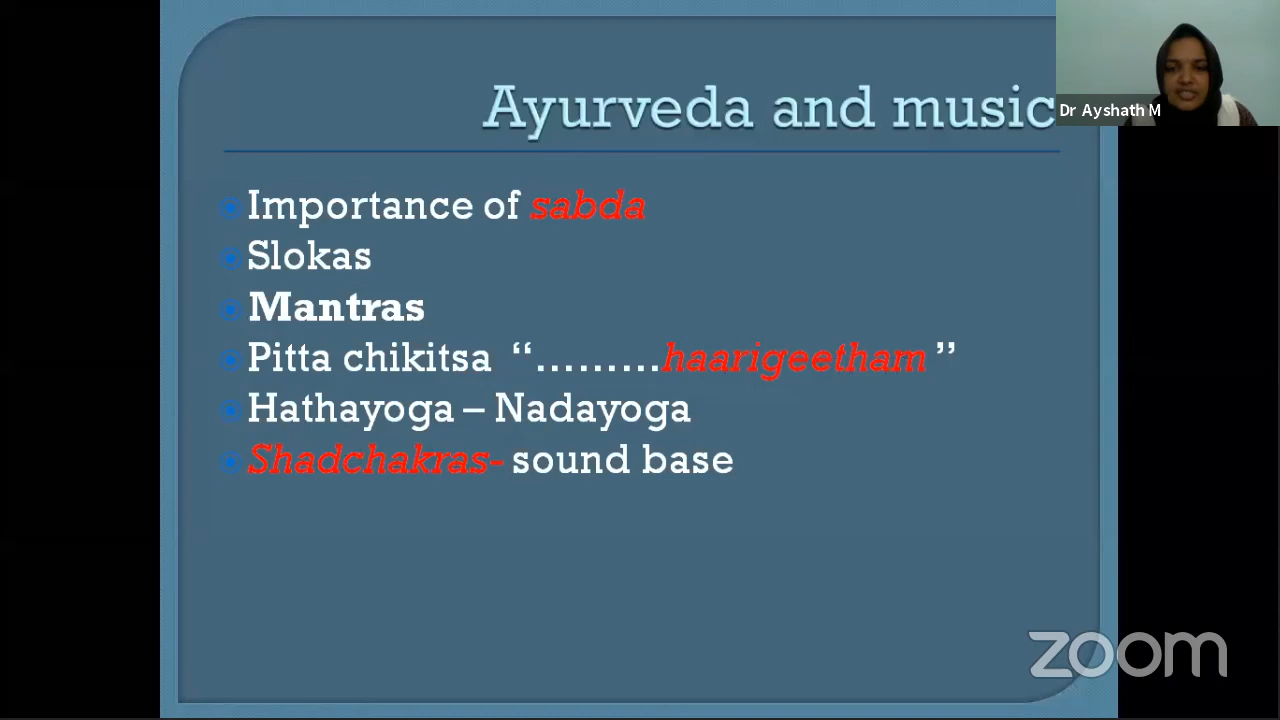 Ayurveda and music
Dr Ayshath M
Importance of sabda
Slokas
Mantras
Pitta chikitsa “.........haarigeetham ”
Hathayoga – Nadayoga
Shadchakras- sound base
zoom